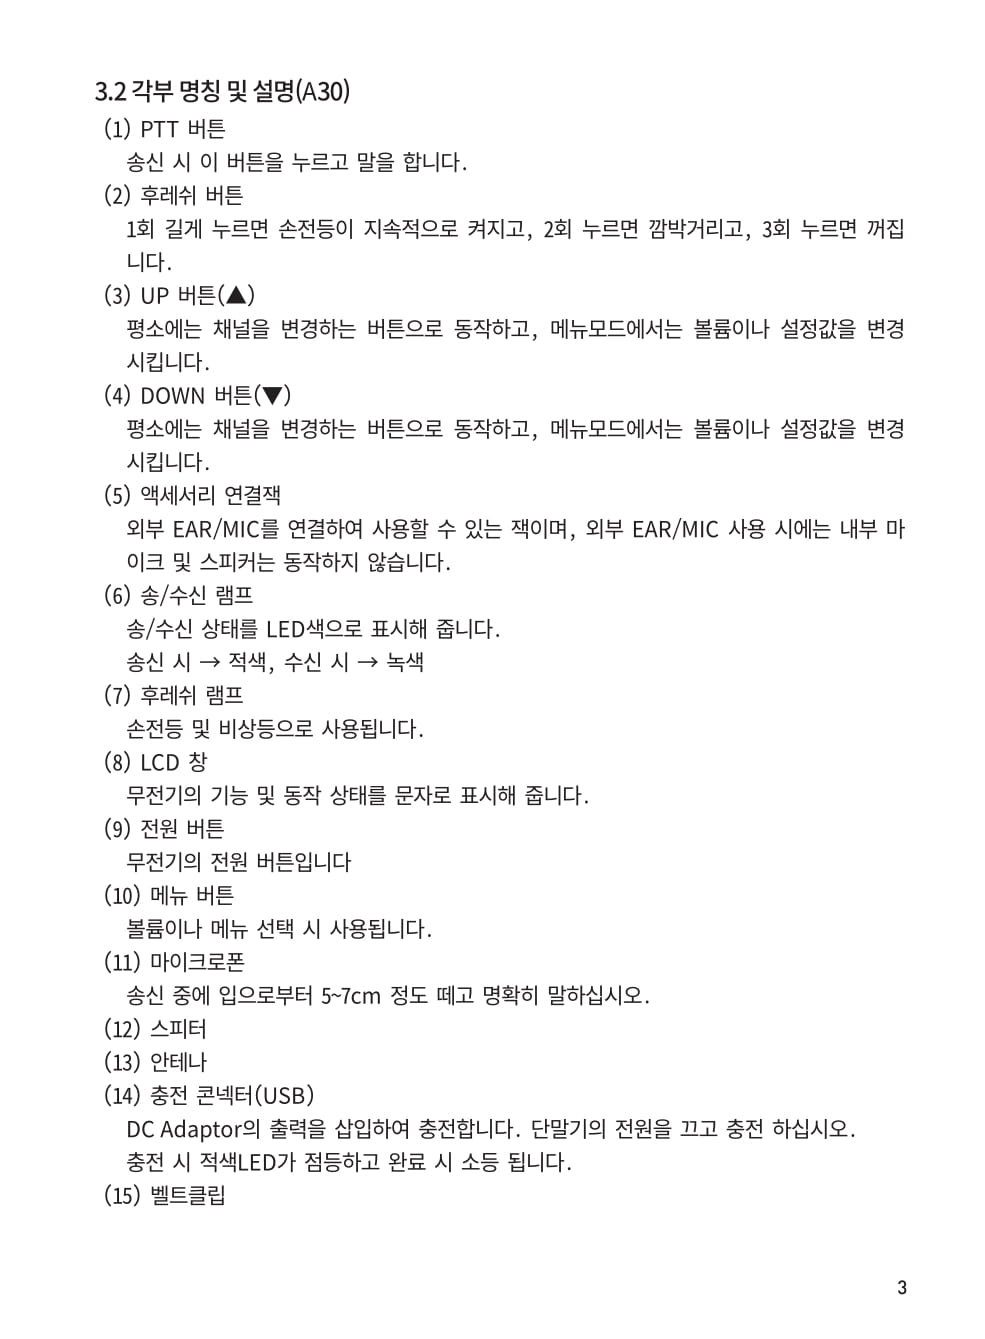 3.2 각부 명칭 및 설명(A30)
(1) PTT 버튼
송신 시 이 버튼을 누르고 말을 합니다.
(2) 후레쉬 버튼
1회 길게 누르면 손전등이 지속적으로 켜지고, 2회 누르면 깜박거리고, 3회 누르면 꺼집
니다.
(3) UP 버튼(▲)
평소에는 채널을 변경하는 버튼으로 동작하고, 메뉴모드에서는 볼륨이나 설정값을 변경
시킵니다.
(4) DOWN 버튼(▼)
평소에는 채널을 변경하는 버튼으로 동작하고, 메뉴모드에서는 볼륨이나 설정값을 변경
시킵니다.
(5) 액세서리 연결잭
외부 EAR/MIC를 연결하여 사용할 수 있는 잭이며, 외부 EAR/MIC 사용 시에는 내부 마
이크 및 스피커는 동작하지 않습니다.
(6) 송/수신 램프
송/수신 상태를 LED색으로 표시해 줍니다.
송신 시 → 적색, 수신 시 → 녹색
(7) 후레쉬 램프
손전등 및 비상등으로 사용됩니다.
(8) LCD 창
무전기의 기능 및 동작 상태를 문자로 표시해 줍니다.
(9) 전원 버튼
무전기의 전원 버튼입니다
(10) 메뉴 버튼
볼륨이나 메뉴 선택 시 사용됩니다.
(11) 마이크로폰
송신 중에 입으로부터 5~7cm 정도 떼고 명확히 말하십시오.
(12) 스피터
(13) 안테나
(14) 충전 콘넥터(USB)
DC Adaptor의 출력을 삽입하여 충전합니다. 단말기의 전원을 끄고 충전 하십시오.
충전 시 적색LED가 점등하고 완료 시 소등 됩니다.
(15) 벨트클립
3